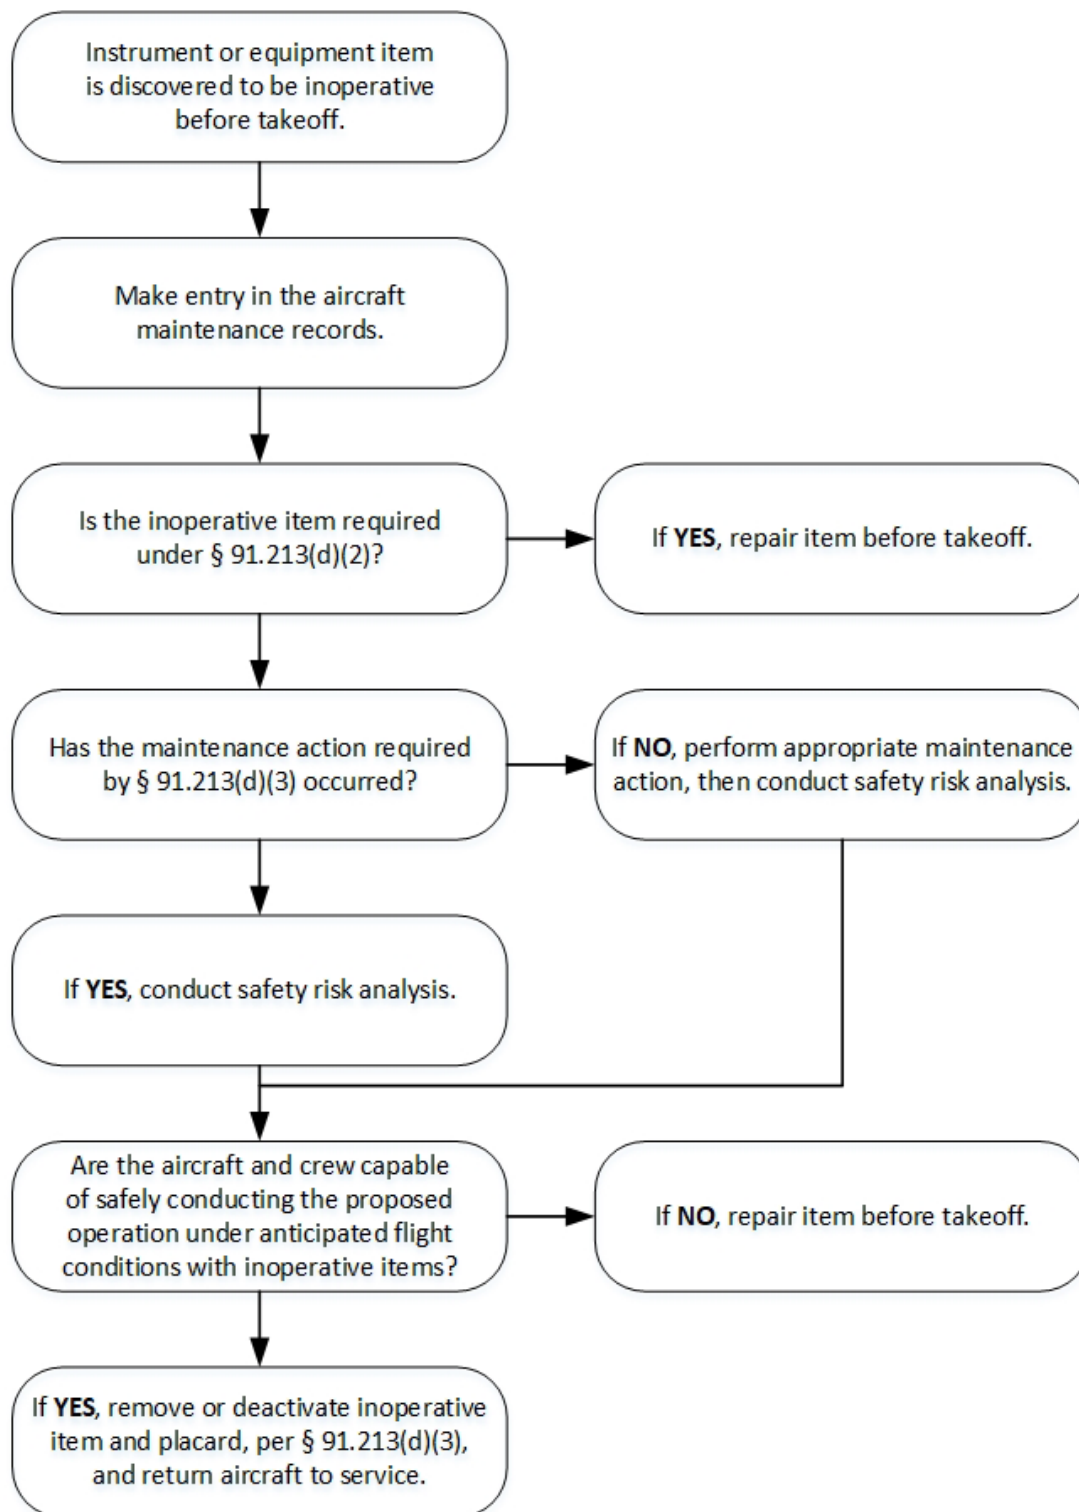 Instrument or equipment item
is discovered to be inoperative
before takeoff.
Make entry in the aircraft
maintenance records.
Is the inoperative item required
under § 91.213(d)(2)?
If YES, repair item before takeoff.
Has the maintenance action required
by § 91.213(d)(3) occurred?
If NO, perform appropriate maintenance
action, then conduct safety risk analysis.
If YES, conduct safety risk analysis.
Are the aircraft and crew capable
of safely conducting the proposed
operation under anticipated flight
conditions with inoperative items?
If NO, repair item before takeoff.
If YES, remove or deactivate inoperative
item and placard, per § 91.213(d)(3),
and return aircraft to service.